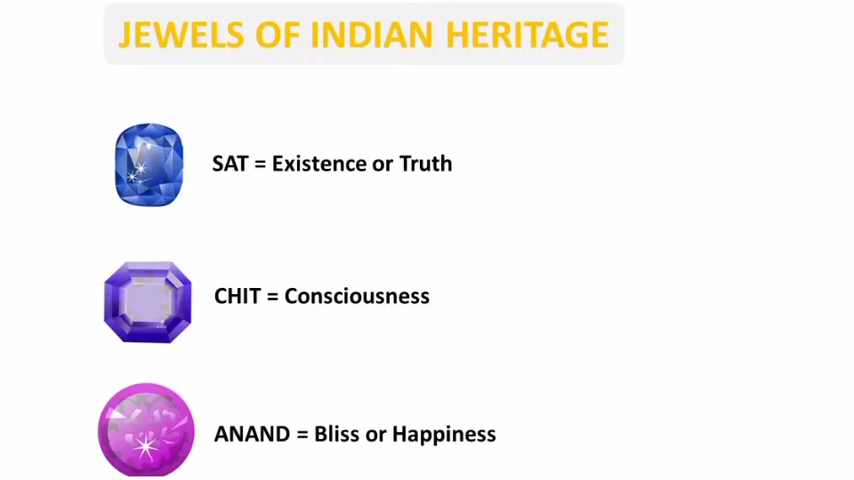 JEWELS OF INDIAN HERITAGE
SAT = Existence or Truth
CHIT = Consciousness
ANAND = Bliss or Happiness